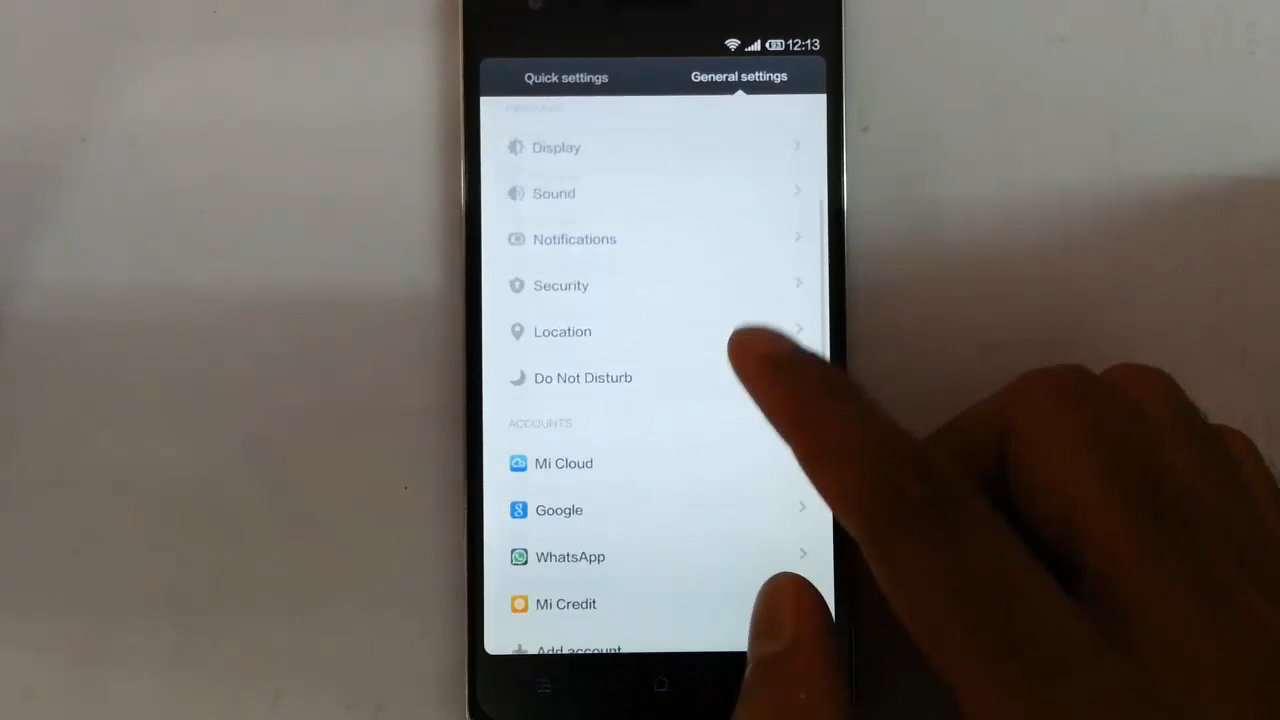 93 12:13
Quick settings General settings
Display
Sound
Notifications
Security
Location
Do Not Disturb
ACCOUNTS
Mi Cloud
Google
WhatsApp
Mi Credit
Add account